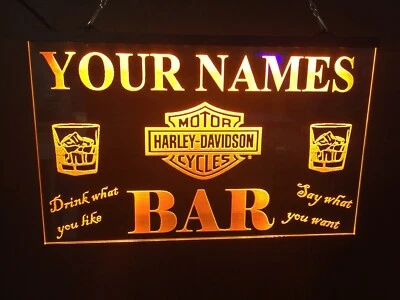 YOUR NAMES
MOTOR
HARLEY-DAVIDSON
CYCLES
Drink what
you like
BAR
Say what
you want